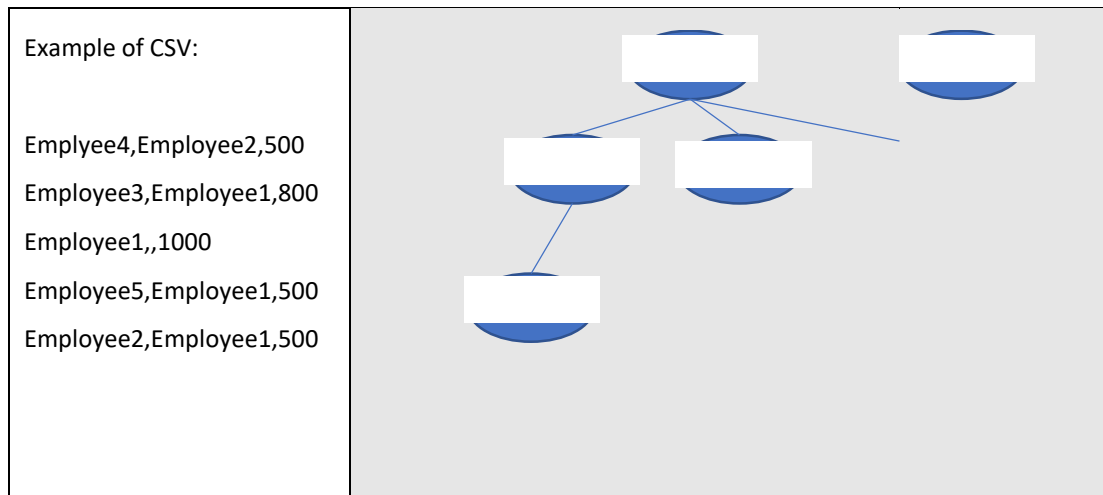 Example of CSV:
Emplyee4,Employee2,500
Employee3,Employee1,800
Employee1,,1000
Employee5,Employee1,500
Employee2,Employee1,500